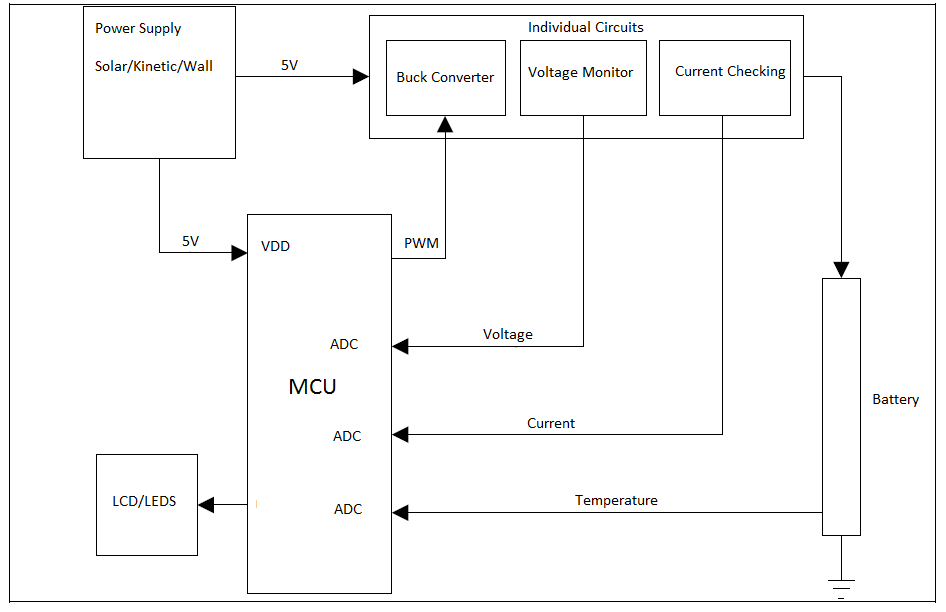 Power Supply
Solar/Kinetic/Wall
5V
Individual Circuits
Buck Converter
Voltage Monitor
Current Checking
5V
VDD
PWM
ADC
Voltage
MCU
ADC
Current
Battery
LCD/LEDS
ADC
Temperature